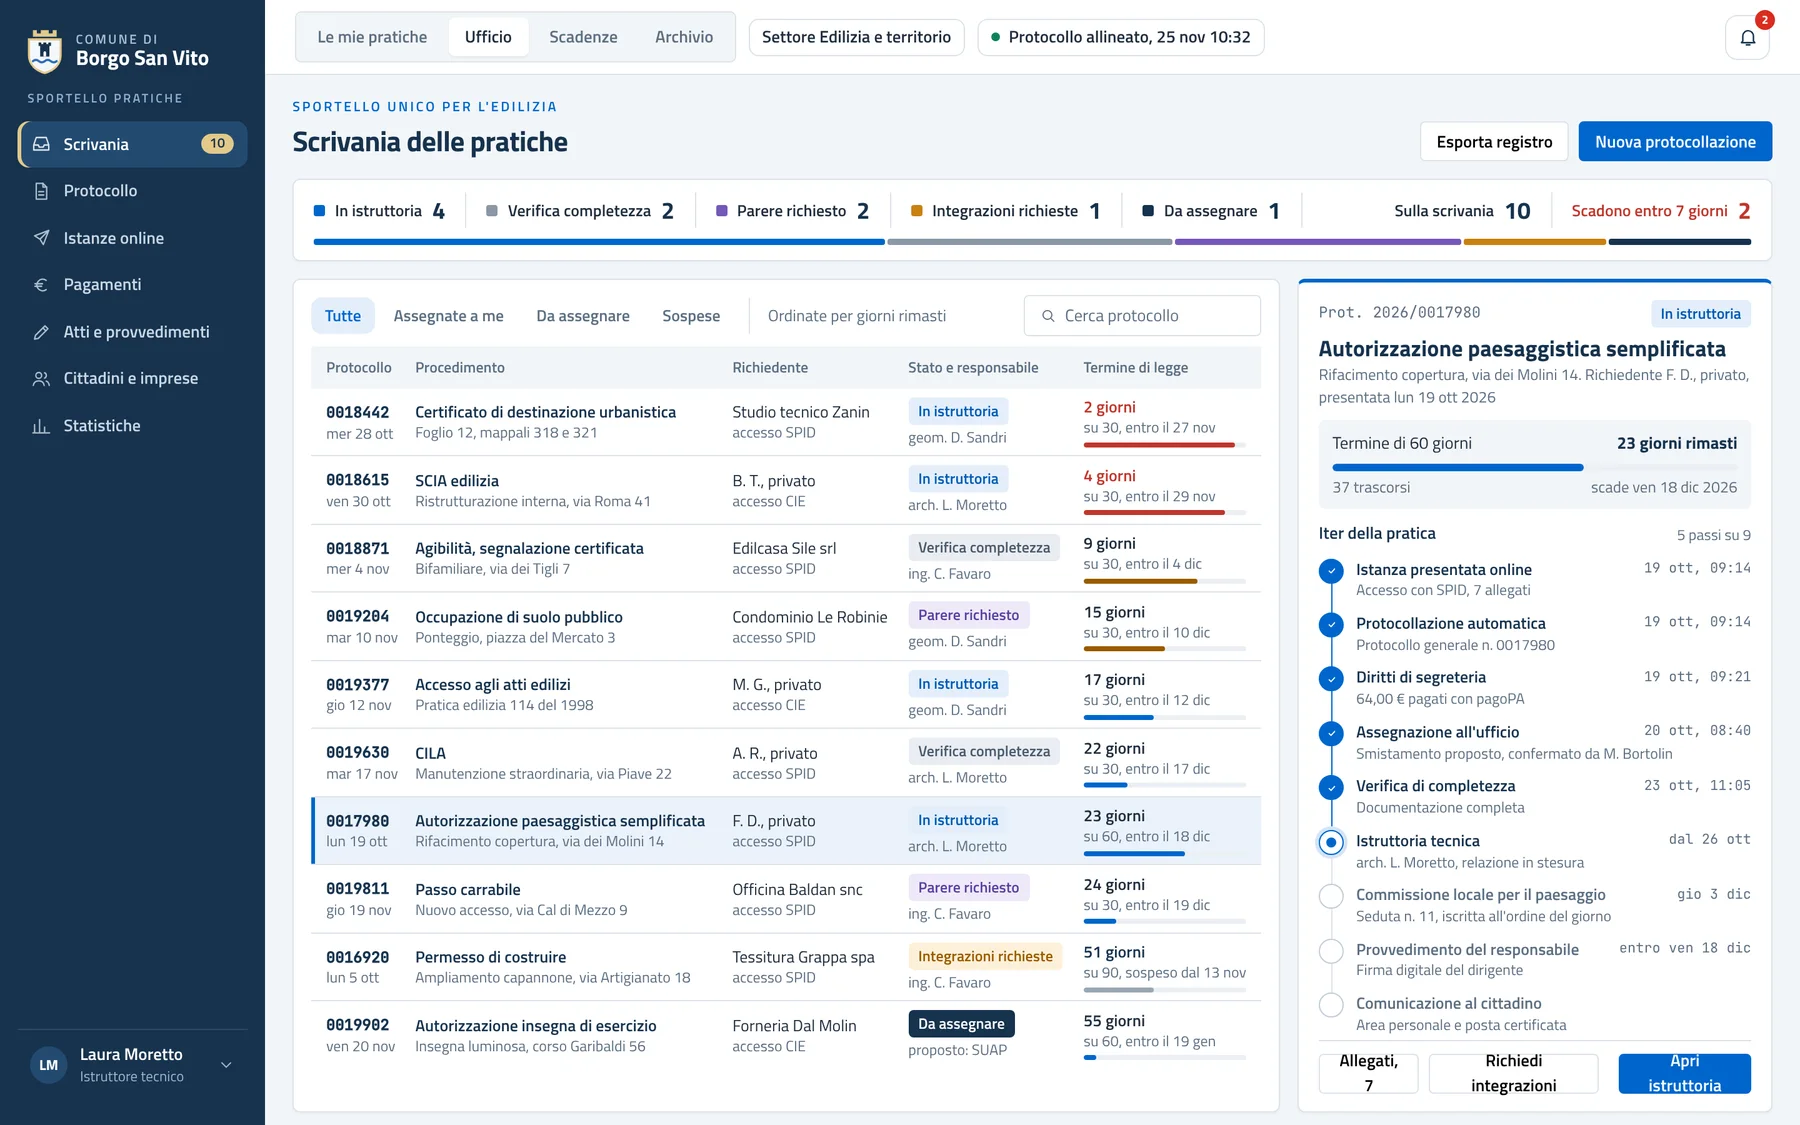 COMUNE DI
Borgo San Vito
SPORTELLO PRATICHE
Scrivania 10
Protocollo
Istanze online
Pagamenti
Atti e provvedimenti
Cittadini e imprese
Statistiche
LM
Laura Moretto
Istruttore tecnico
Le mie pratiche Ufficio Scadenze Archivio
Settore Edilizia e territorio
Protocollo allineato, 25 nov 10:32
2
SPORTELLO UNICO PER L'EDILIZIA
Scrivania delle pratiche
Esporta registro
Nuova protocollazione
In istruttoria 4
Verifica completezza 2
Parere richiesto 2
Integrazioni richieste 1
Da assegnare 1
Sulla scrivania 10
Scadono entro 7 giorni 2
Tutte Assegnate a me Da assegnare Sospese
Ordinate per giorni rimasti
Cerca protocollo
Protocollo Procedimento Richiedente Stato e responsabile Termine di legge
0018442 Certificato di destinazione urbanistica Studio tecnico Zanin In istruttoria 2 giorni
mer 28 ott Foglio 12, mappali 318 e 321 accesso SPID geom. D. Sandri su 30, entro il 27 nov
0018615 SCIA edilizia B. T., privato In istruttoria 4 giorni
ven 30 ott Ristrutturazione interna, via Roma 41 accesso CIE arch. L. Moretto su 30, entro il 29 nov
0018871 Agibilità, segnalazione certificata Edilcasa Sile srl Verifica completezza 9 giorni
mer 4 nov Bifamiliare, via dei Tigli 7 accesso SPID ing. C. Favaro su 30, entro il 4 dic
0019204 Occupazione di suolo pubblico Condominio Le Robinie Parere richiesto 15 giorni
mar 10 nov Ponteggio, piazza del Mercato 3 accesso SPID geom. D. Sandri su 30, entro il 10 dic
0019377 Accesso agli atti edilizi M. G., privato In istruttoria 17 giorni
gio 12 nov Pratica edilizia 114 del 1998 accesso CIE geom. D. Sandri su 30, entro il 12 dic
0019630 CILA A. R., privato Verifica completezza 22 giorni
mar 17 nov Manutenzione straordinaria, via Piave 22 accesso SPID arch. L. Moretto su 30, entro il 17 dic
0017980 Autorizzazione paesaggistica semplificata F. D., privato In istruttoria 23 giorni
lun 19 ott Rifacimento copertura, via dei Molini 14 accesso SPID arch. L. Moretto su 60, entro il 18 dic
0019811 Passo carrabile Officina Baldan snc Parere richiesto 24 giorni
gio 19 nov Nuovo accesso, via Cal di Mezzo 9 accesso SPID ing. C. Favaro su 30, entro il 19 dic
0016920 Permesso di costruire Tessitura Grappa spa Integrazioni richieste 51 giorni
lun 5 ott Ampliamento capannone, via Artigianato 18 accesso SPID ing. C. Favaro su 90, sospeso dal 13 nov
0019902 Autorizzazione insegna di esercizio Forneria Dal Molin Da assegnare 55 giorni
ven 20 nov Insegna luminosa, corso Garibaldi 56 accesso CIE proposto: SUAP su 60, entro il 19 gen
Prot. 2026/0017980 In istruttoria
Autorizzazione paesaggistica semplificata
Rifacimento copertura, via dei Molini 14. Richiedente F. D., privato,
presentata lun 19 ott 2026
Termine di 60 giorni 23 giorni rimasti
37 trascorsi scade ven 18 dic 2026
Iter della pratica 5 passi su 9
Istanza presentata online 19 ott, 09:14
Accesso con SPID, 7 allegati
Protocollazione automatica 19 ott, 09:14
Protocollo generale n. 0017980
Diritti di segreteria 19 ott, 09:21
64,00 € pagati con pagoPA
Assegnazione all'ufficio 20 ott, 08:40
Smistamento proposto, confermato da M. Bortolin
Verifica di completezza 23 ott, 11:05
Documentazione completa
Istruttoria tecnica dal 26 ott
arch. L. Moretto, relazione in stesura
Commissione locale per il paesaggio gio 3 dic
Seduta n. 11, iscritta all'ordine del giorno
Provvedimento del responsabile entro ven 18 dic
Firma digitale del dirigente
Comunicazione al cittadino
Area personale e posta certificata
Allegati, 7
Richiedi integrazioni
Apri istruttoria